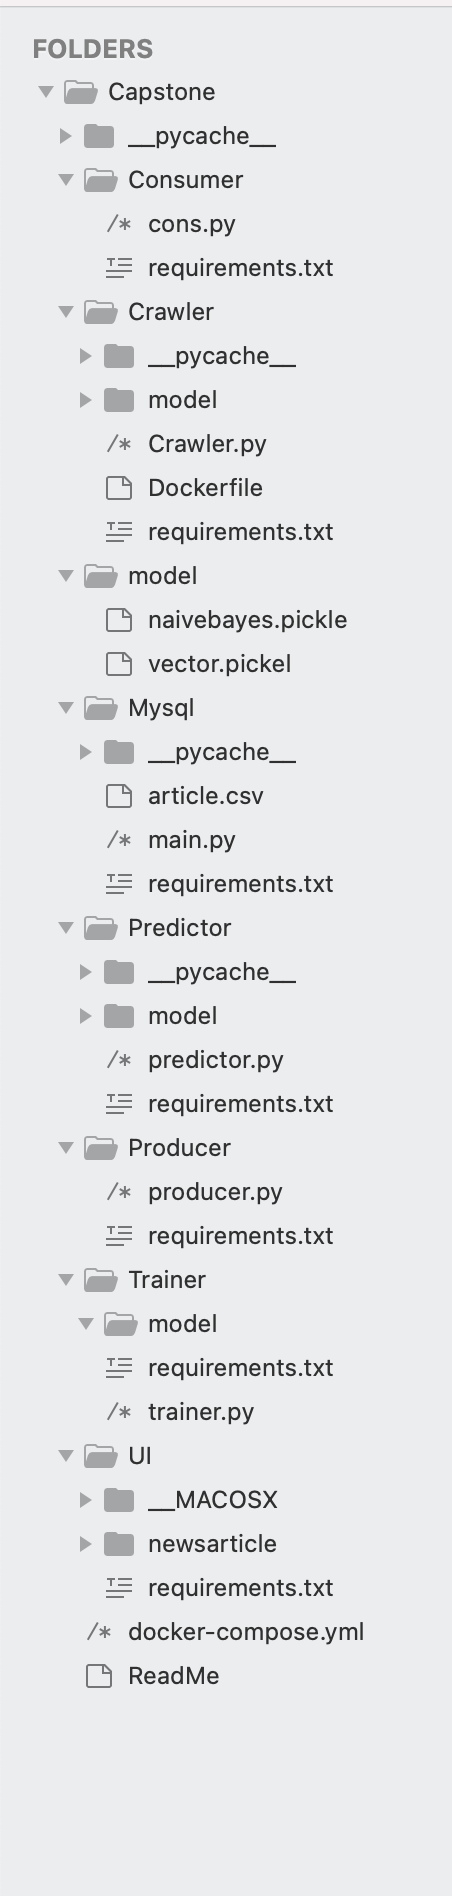 FOLDERS
Capstone
__pycache__
Consumer
cons.py
requirements.txt
Crawler
__pycache__
model
Crawler.py
Dockerfile
requirements.txt
model
naivebayes.pickle
vector.pickel
Mysql
__pycache__
article.csv
main.py
requirements.txt
Predictor
__pycache__
model
predictor.py
requirements.txt
Producer
producer.py
requirements.txt
Trainer
model
requirements.txt
trainer.py
UI
__MACOSX
newsarticle
requirements.txt
docker-compose.yml
ReadMe